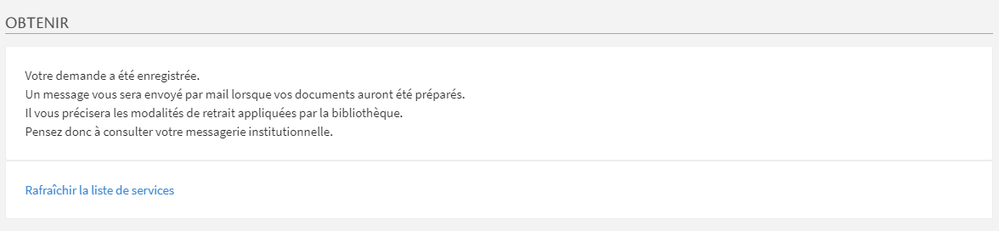 OBTENIR
Votre demande a été enregistrée.
Un message vous sera envoyé par mail lorsque vos documents auront été préparés.
Il vous précisera les modalités de retrait appliquées par la bibliothèque.
Pensez donc à consulter votre messagerie institutionnelle.
Rafraîchir la liste de services